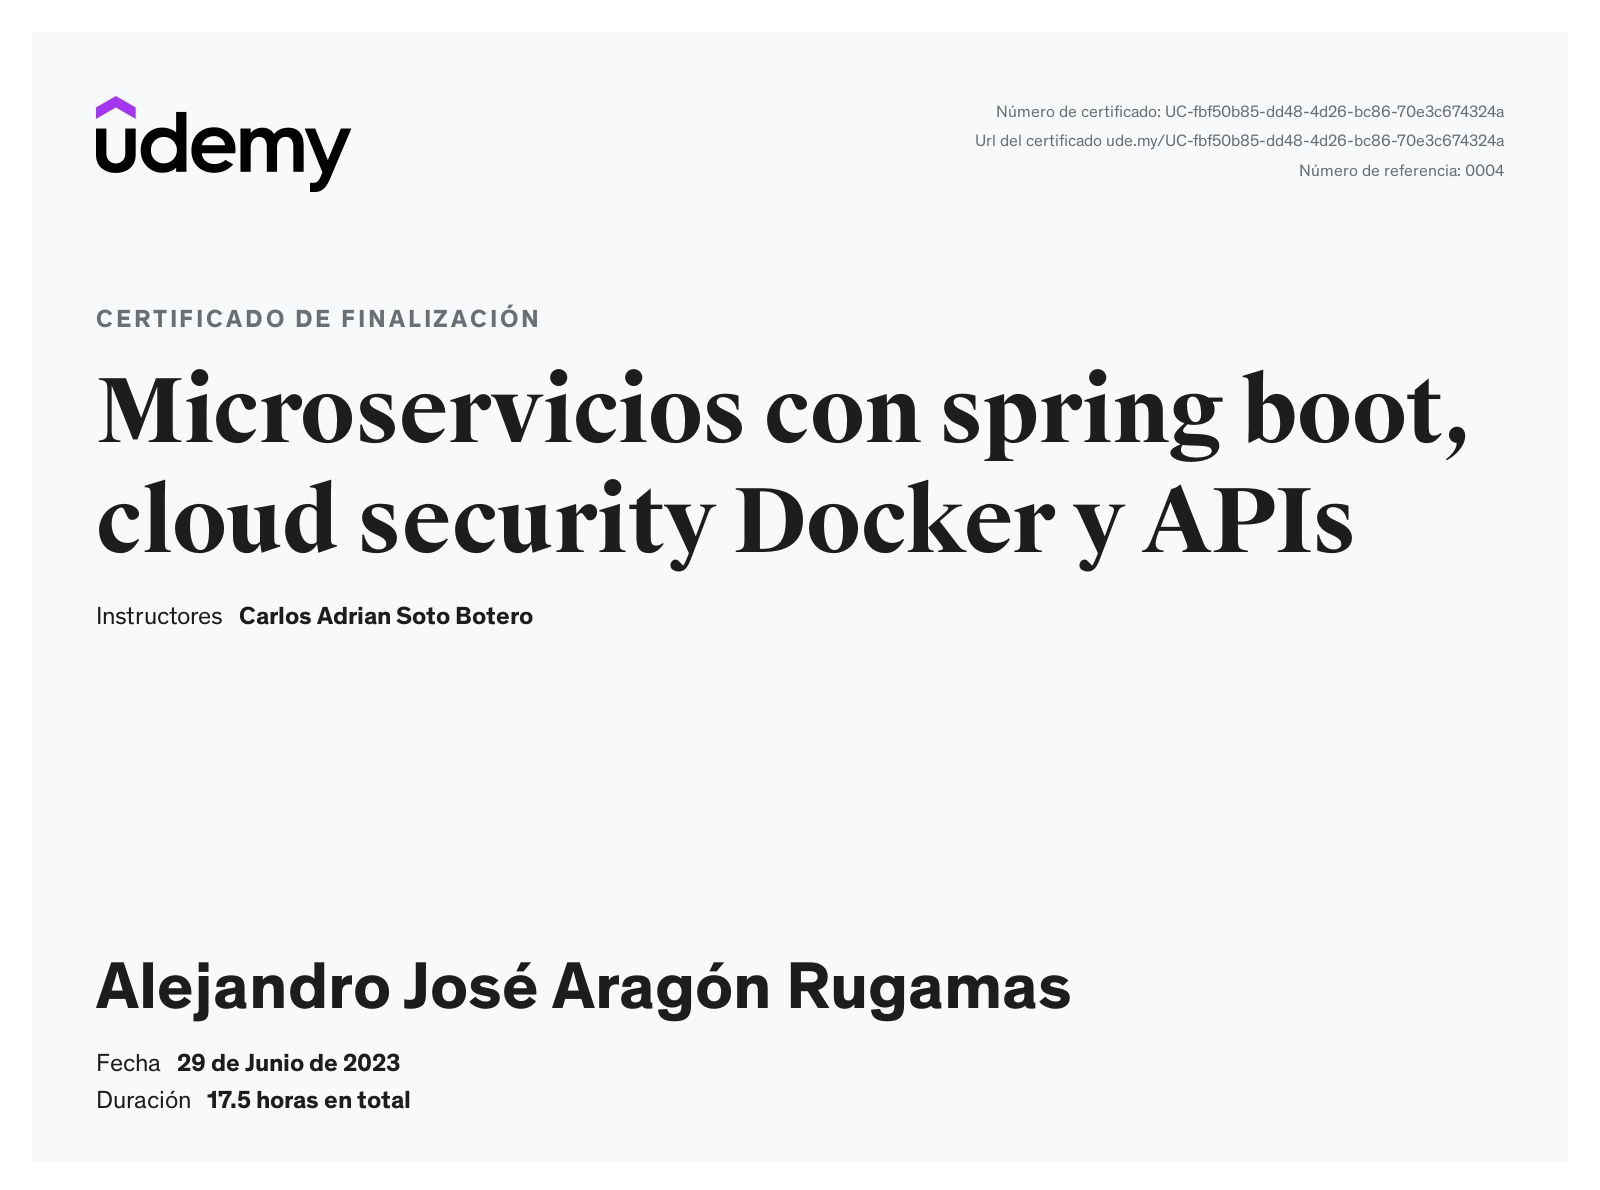 udemy
Número de certificado: UC-fbf50b85-dd48-4d26-bc86-70e3c674324a
Url del certificado ude.my/UC-fbf50b85-dd48-4d26-bc86-70e3c674324a
Número de referencia: 0004
CERTIFICADO DE FINALIZACIÓN
Microservicios con spring boot,
cloud security Docker y APIs
Instructores Carlos Adrian Soto Botero
Alejandro José Aragón Rugamas
Fecha 29 de Junio de 2023
Duración 17.5 horas en total